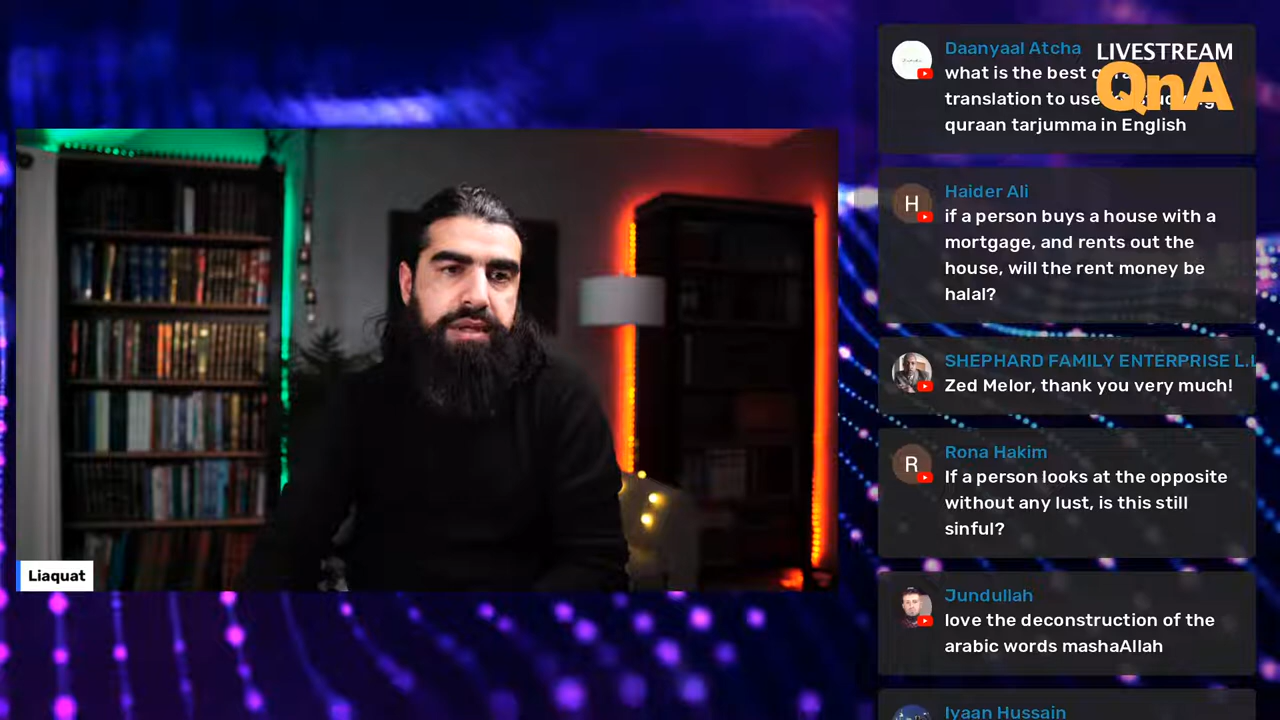 Daanyaal Atcha
LIVESTREAM
QnA
what is the best
translation to use
quraan tarjumma in English
Haider Ali
if a person buys a house with a
mortgage, and rents out the
house, will the rent money be
halal?
SHEPHARD FAMILY ENTERPRISE
Zed Melor, thank you very much!
Rona Hakim
If a person looks at the opposite
without any lust, is this still
sinful?
Jundullah
love the deconstruction of the
arabic words mashaAllah
Iyaan Hussain
H
R
Liaquat